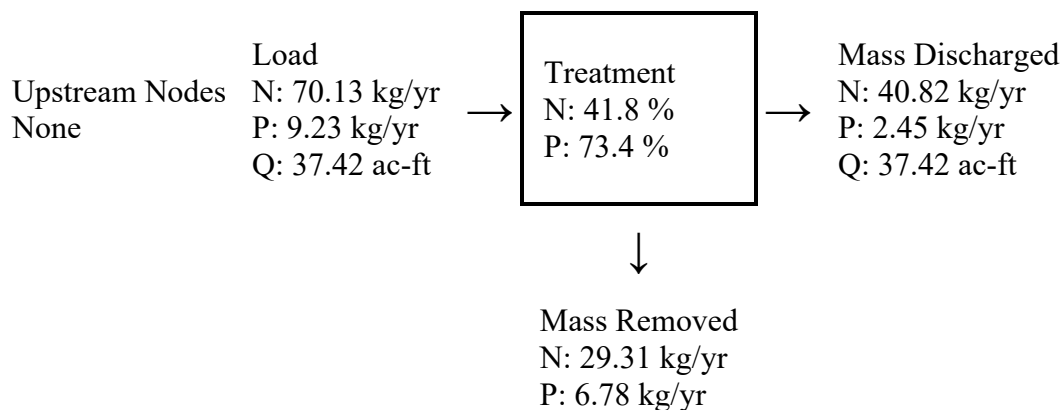 Upstream Nodes
None
Load
N: 70.13 kg/yr
P: 9.23 kg/yr
Q: 37.42 ac-ft
→
Treatment
N: 41.8 %
P: 73.4 %
→
Mass Discharged
N: 40.82 kg/yr
P: 2.45 kg/yr
Q: 37.42 ac-ft
↓
Mass Removed
N: 29.31 kg/yr
P: 6.78 kg/yr